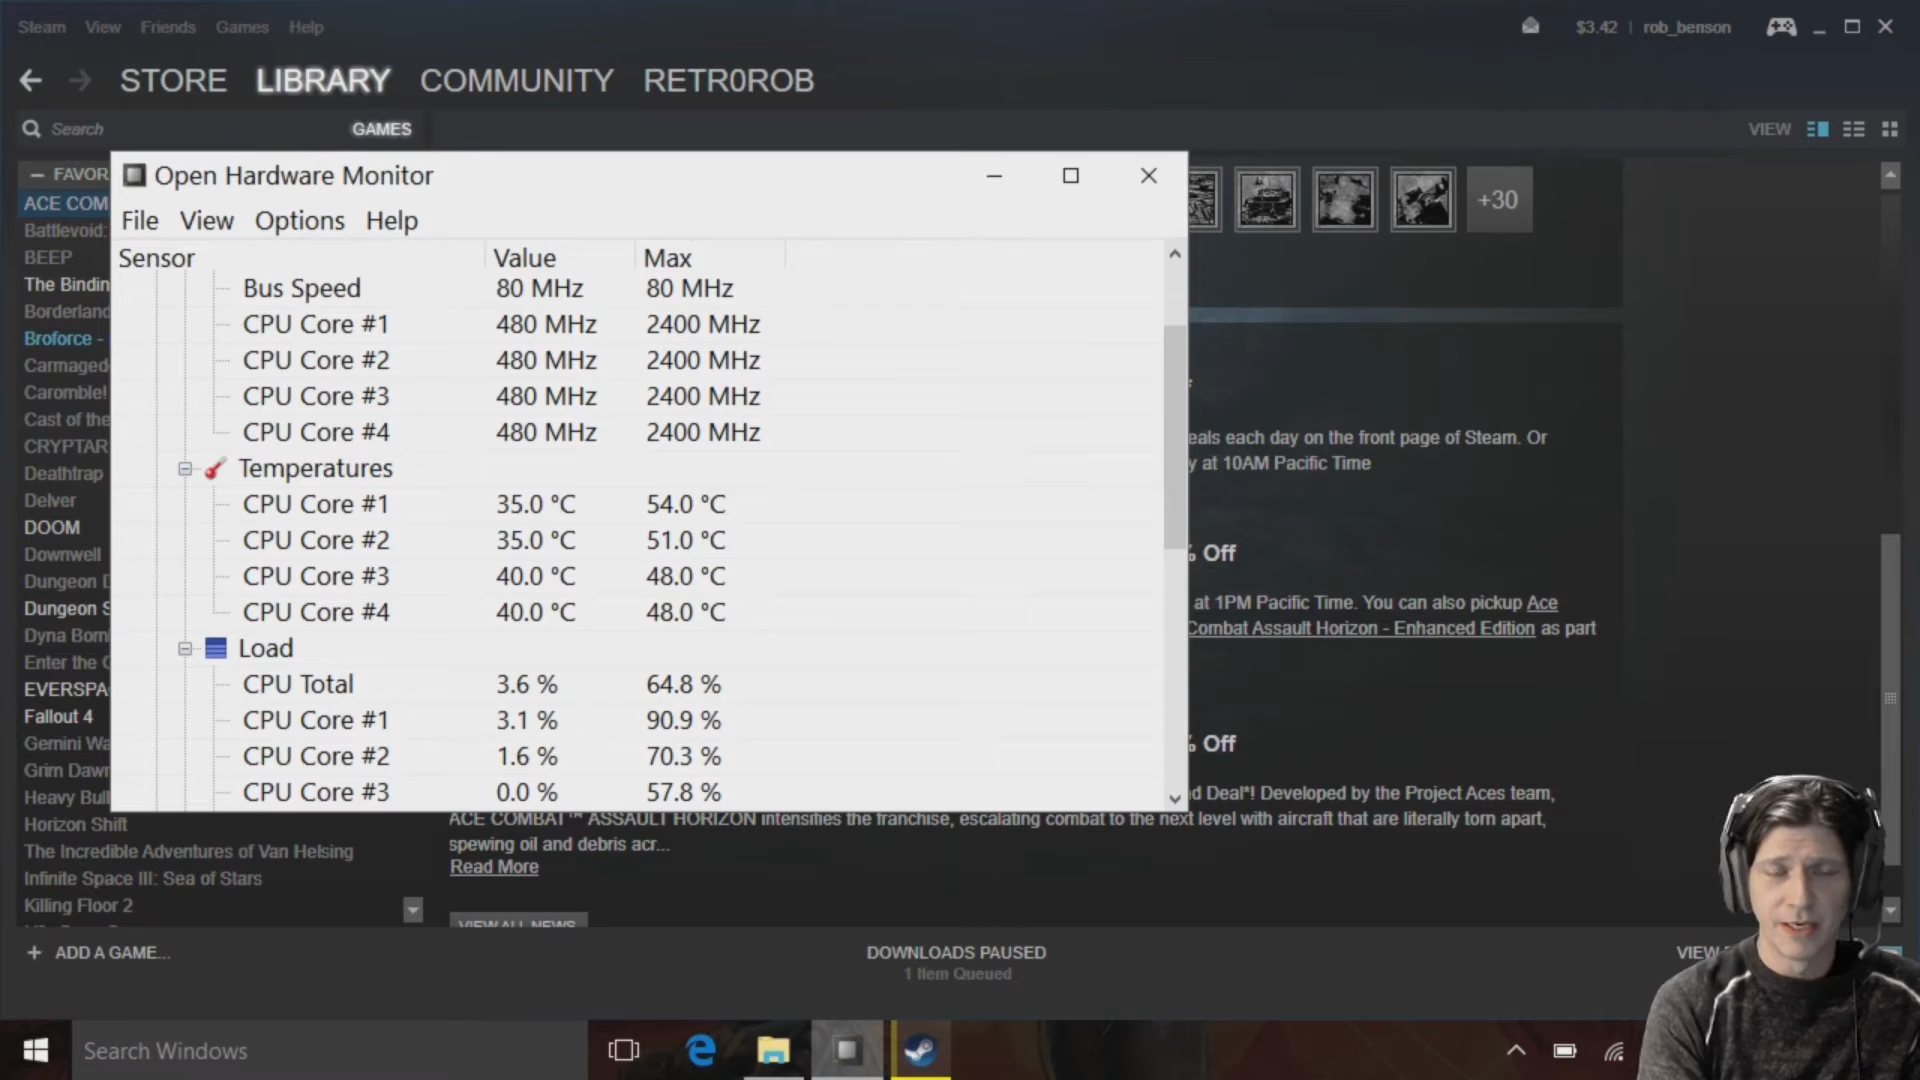 Steam View Friends Games Help
$3.42 | rob_benson
STORE LIBRARY COMMUNITY RETR0ROB
Search GAMES
VIEW
FAVOR
Open Hardware Monitor
+30
ACE COM
File View Options Help
Battlevoid:
BEEP
Sensor Value Max
The Bindin
Bus Speed 80 MHz 80 MHz
Borderland
CPU Core #1 480 MHz 2400 MHz
Broforce -
CPU Core #2 480 MHz 2400 MHz
Carmaged
Caromble!
CPU Core #3 480 MHz 2400 MHz
Cast of the
CPU Core #4 480 MHz 2400 MHz
eals each day on the front page of Steam. Or
CRYPTAR
Temperatures
y at 10AM Pacific Time
Deathtrap
Delver
CPU Core #1 35.0 °C 54.0 °C
DOOM
CPU Core #2 35.0 °C 51.0 °C
Downwell
% Off
Dungeon D
CPU Core #3 40.0 °C 48.0 °C
Dungeon S
CPU Core #4 40.0 °C 48.0 °C
at 1PM Pacific Time. You can also pickup Ace
Dyna Bom
Combat Assault Horizon - Enhanced Edition as part
Load
Enter the G
EVERSPA
CPU Total 3.6 % 64.8 %
Fallout 4
CPU Core #1 3.1 % 90.9 %
Gemini Wa
% Off
CPU Core #2 1.6 % 70.3 %
Grim Dawn
Heavy Bull
CPU Core #3 0.0 % 57.8 %
d Deal*! Developed by the Project Aces team,
Horizon Shift
ACE COMBAT™ ASSAULT HORIZON intensifies the franchise, escalating combat to the next level with aircraft that are literally torn apart,
The Incredible Adventures of Van Helsing
spewing oil and debris acr...
Read More
Infinite Space III: Sea of Stars
Killing Floor 2
VIEW ALL NEWS
+ ADD A GAME...
DOWNLOADS PAUSED
1 Item Queued
VIEW
Search Windows